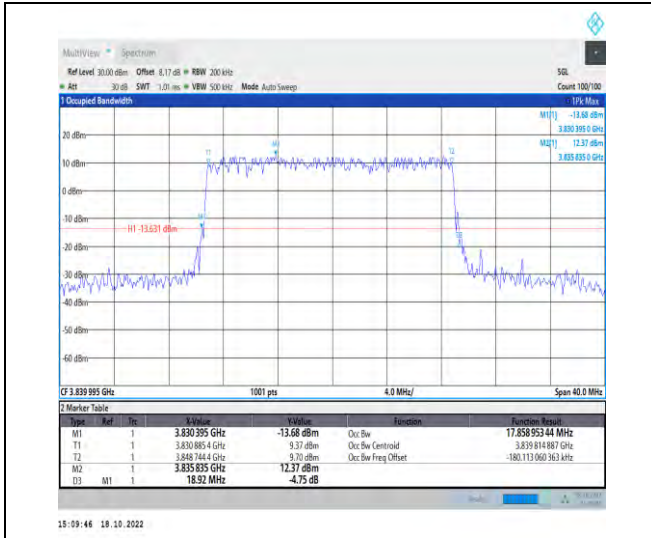 MultiView Spectrum
Ref Level 30.00 dBm Offset 8.17 dB RBW 200 kHz SGL
Att 30 dB SWT 1.01 ms VBW 500 kHz Mode Auto Sweep Count 100/100
1 Occupied Bandwidth 1Pk Max
M1[1] -13.68 dBm
3.830 395 0 GHz
20 dBm
M2[1] 12.37 dBm
3.835 835 0 GHz
T1 M2 T2
10 dBm
0 dBm
-10 dBm
H1 -13.631 dBm
-20 dBm
-30 dBm
-40 dBm
-50 dBm
-60 dBm
CF 3.839 995 GHz 1001 pts 4.0 MHz/ Span 40.0 MHz
2 Marker Table
Type Ref Trc X-Value Y-Value Function Function Result
M1 1 3.830 395 GHz -13.68 dBm Occ Bw 17.858 953 44 MHz
T1 1 3.830 885 4 GHz 9.37 dBm Occ Bw Centroid 3.839 814 887 GHz
T2 1 3.848 744 4 GHz 9.70 dBm Occ Bw Freq Offset -180.113 060 363 kHz
M2 1 3.835 835 GHz 12.37 dBm
D3 M1 1 18.92 MHz -4.75 dB
15:09:46 18.10.2022